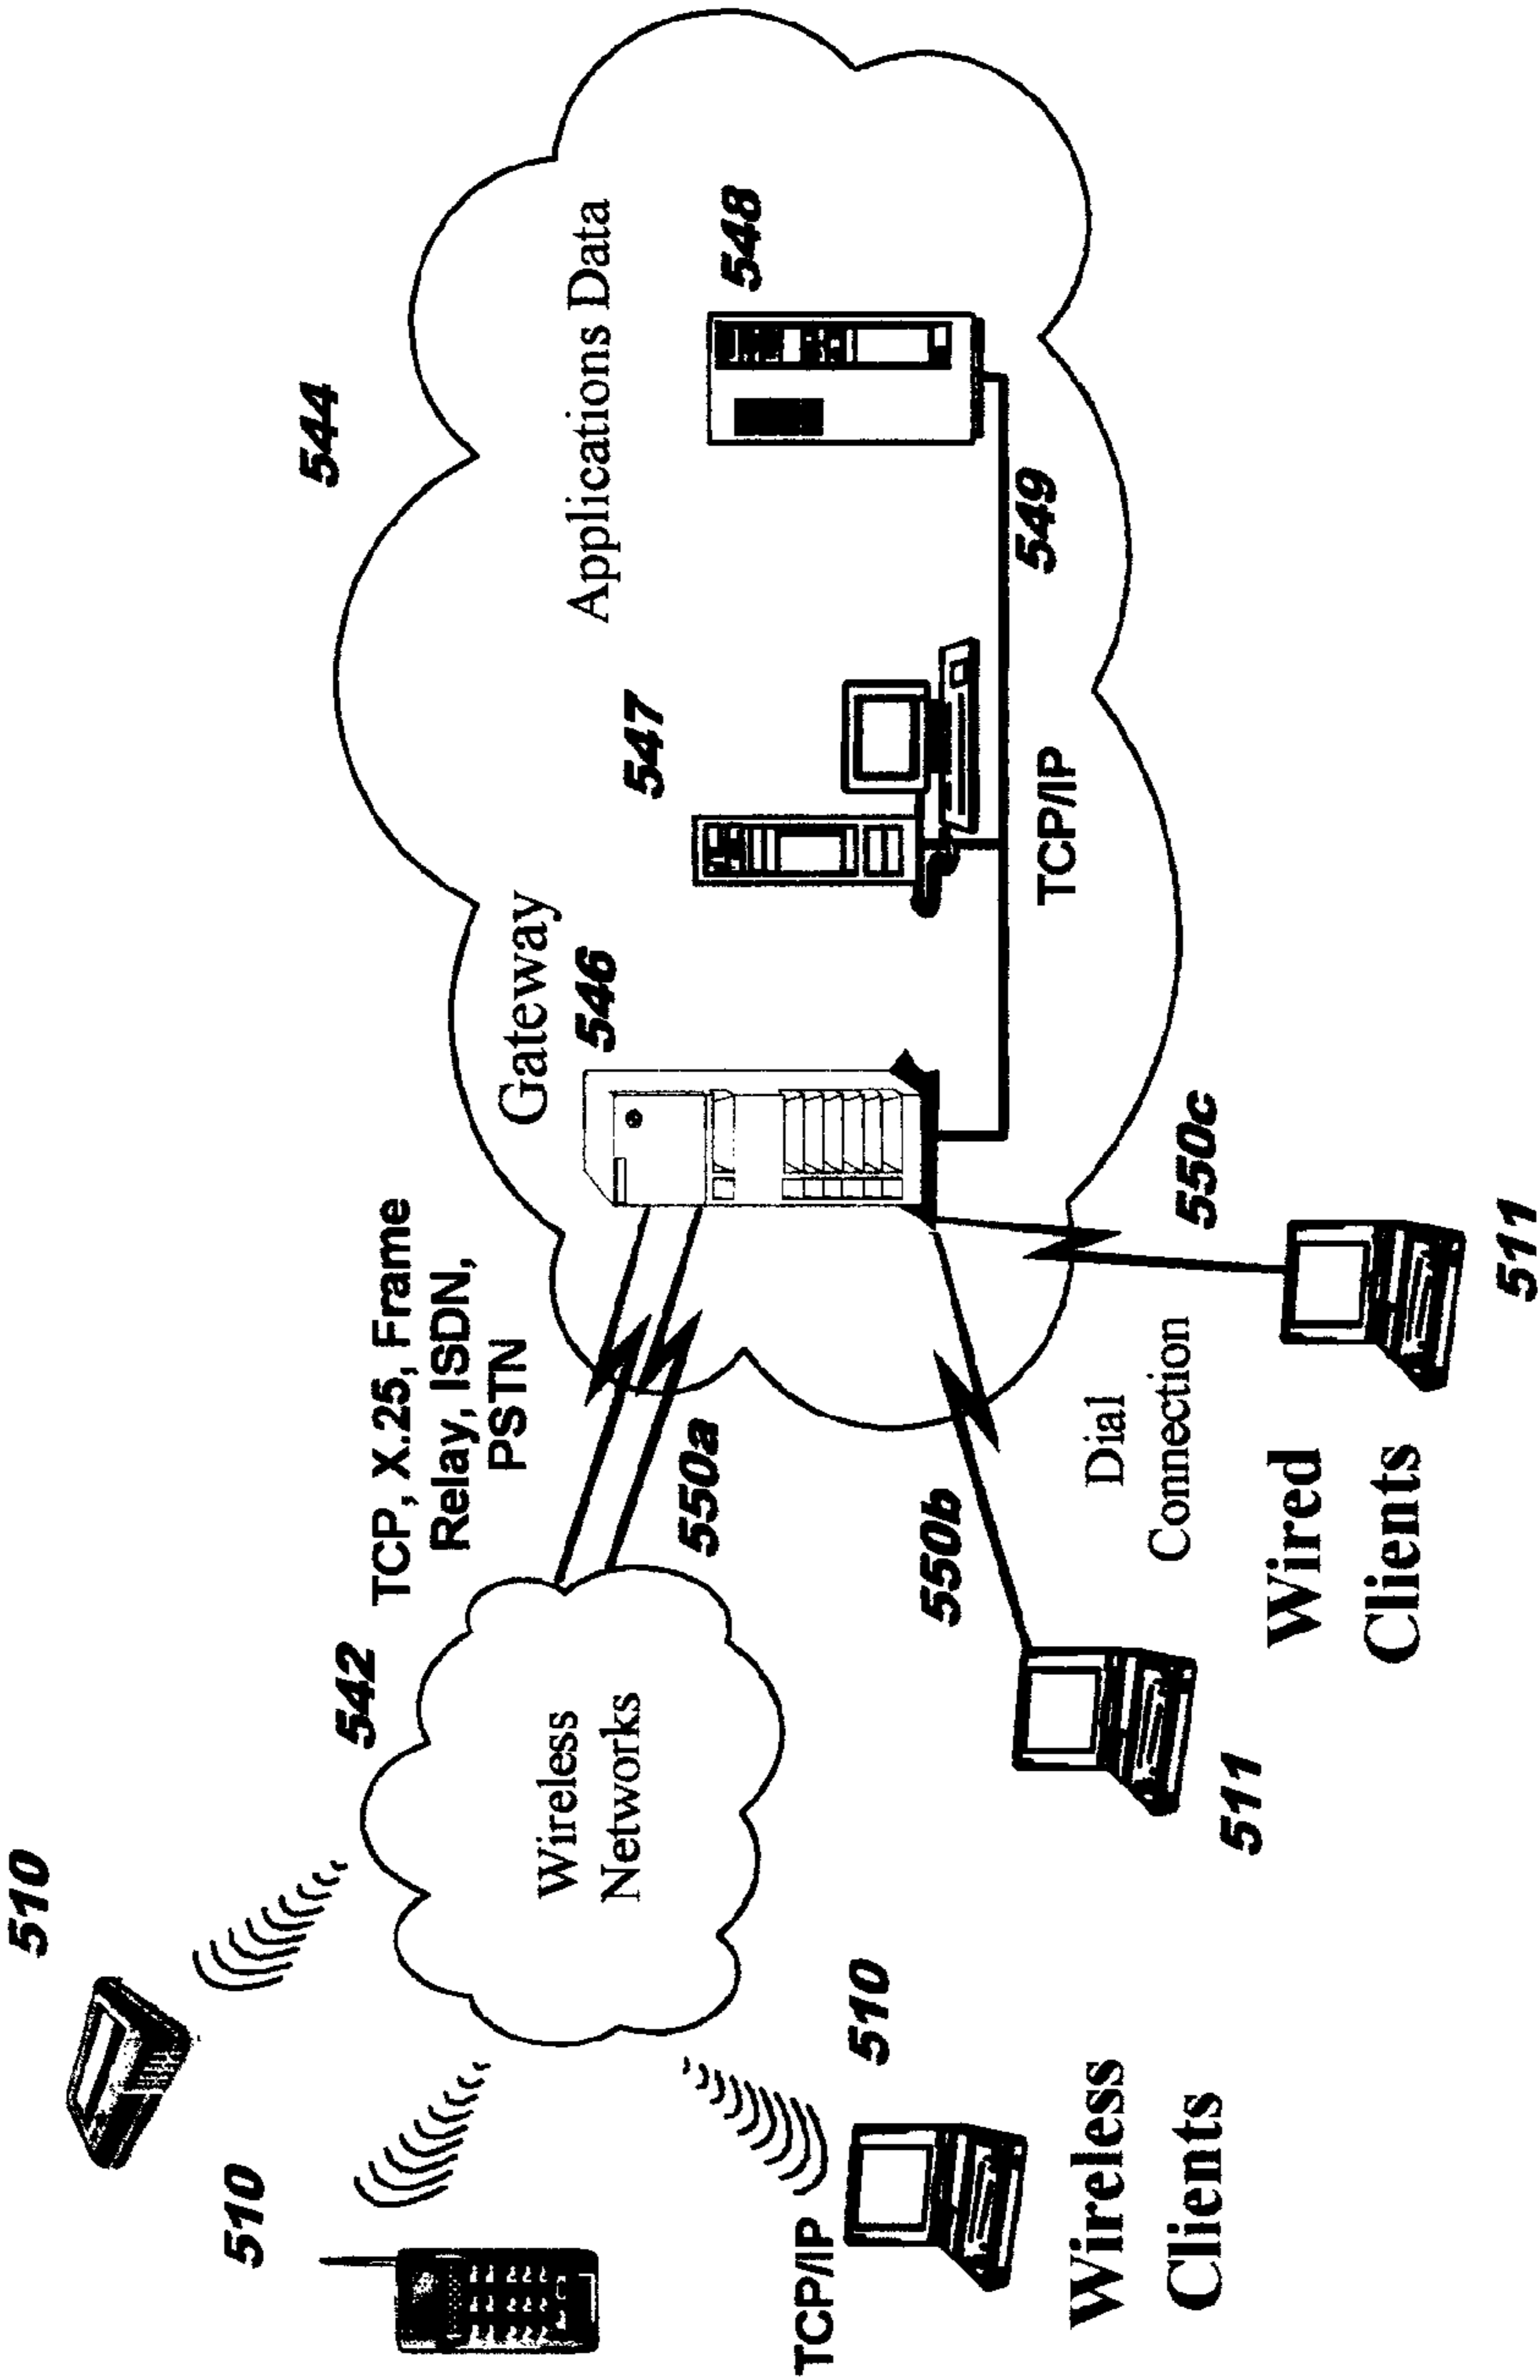 510
510
542
TCP, X.25, Frame
Relay, ISDN,
PSTN
544
Gateway
546
547
Applications Data
548
Wireless
Networks
550a
510
TCP/IP
Wireless
Clients
550b
511
Dial
Connection
Wired
Clients
550c
511
TCP/IP
549